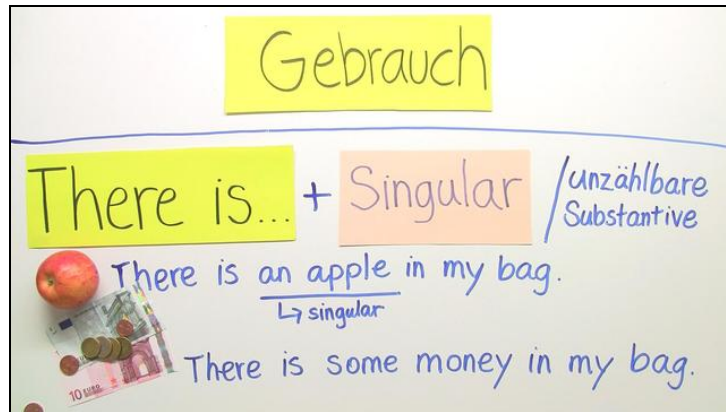 Gebrauch
There is... + Singular / unzählbare
Substantive
There is an apple in my bag.
↳ singular
There is some money in my bag.
10 EURO